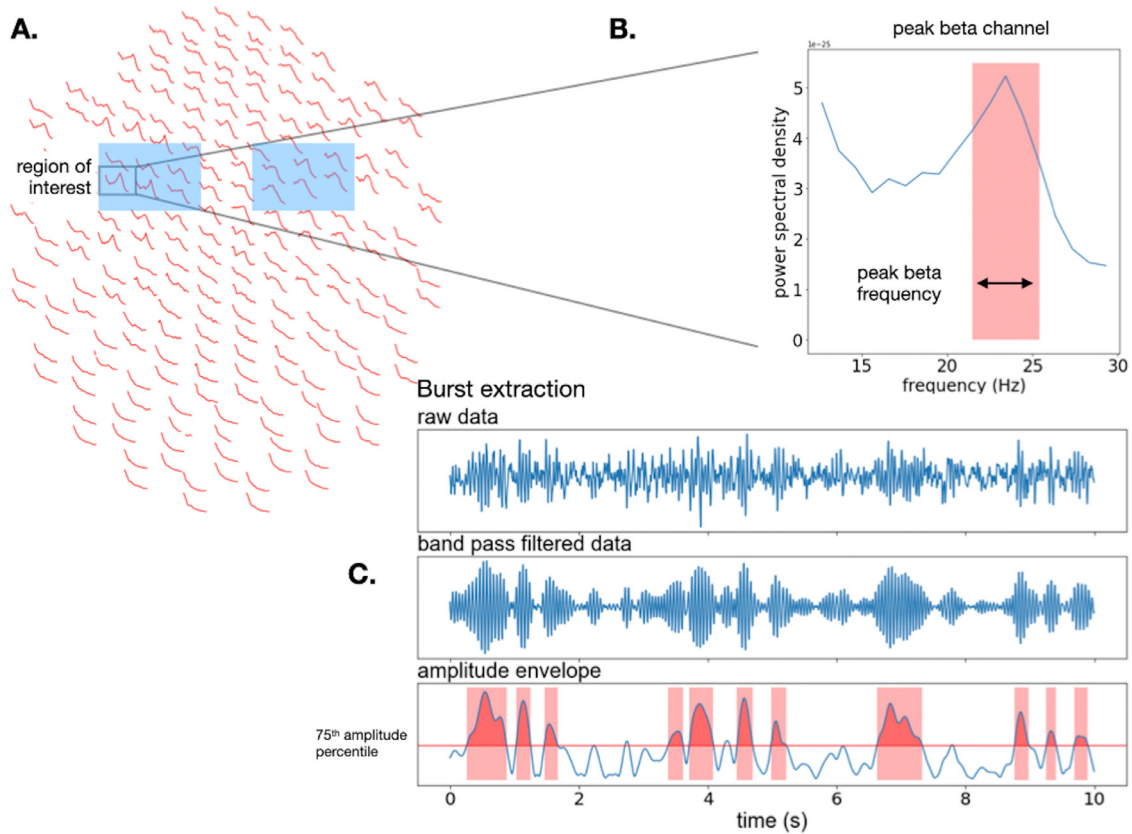 A.
region of
interest
B.
peak beta channel
1e−25
power spectral density
5
4
3
2
1
0
peak beta
frequency
15 20 25 30
frequency (Hz)
Burst extraction
raw data
C.
band pass filtered data
amplitude envelope
75th amplitude
percentile
0 2 4 6 8 10
time (s)